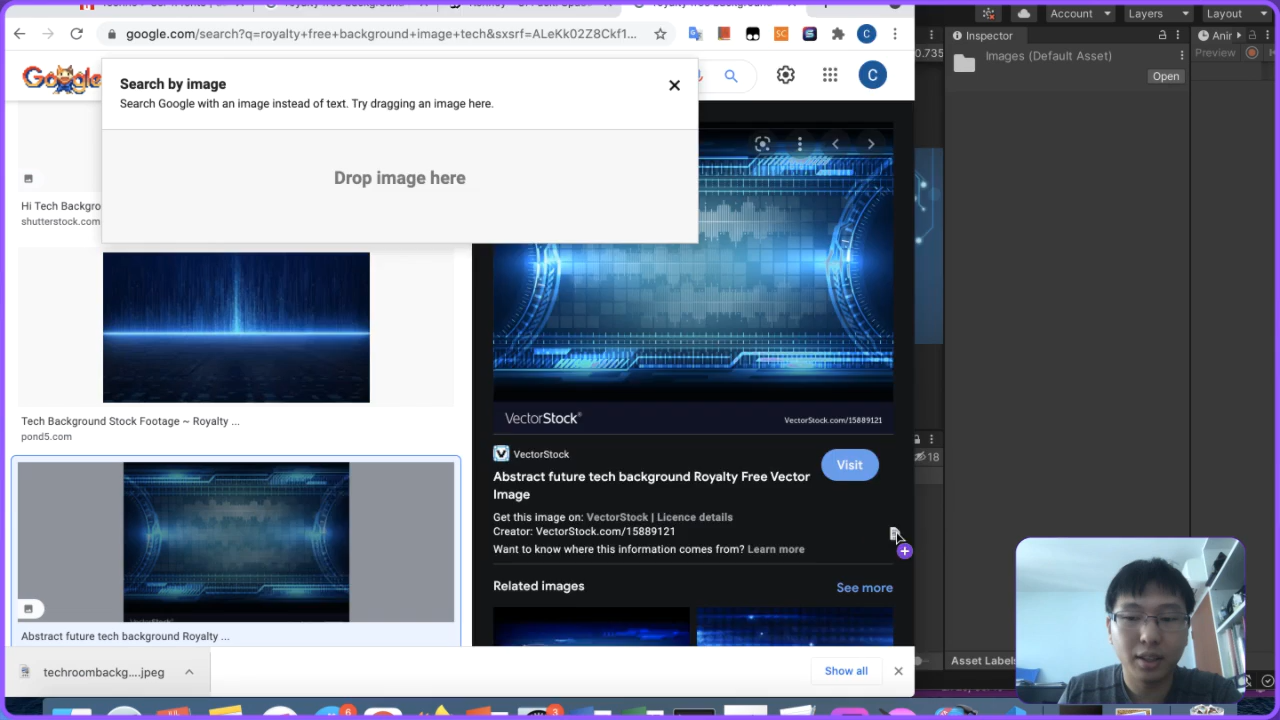 Account
Layers
Layout
google.com/search?q=royalty+free+background+image+tech&sxsrf=ALeKk02Z8Ckf1...
SC
S
C
0.735
Inspector
Anir
Images (Default Asset)
Preview
Open
Google
Search by image
Search Google with an image instead of text. Try dragging an image here.
C
Drop image here
Hi Tech Backgro
shutterstock.com
Tech Background Stock Footage ~ Royalty ...
pond5.com
VectorStock®
VectorStock.com/15889121
VectorStock
Visit
Abstract future tech background Royalty Free Vector
Image
Get this image on: VectorStock | Licence details
Creator: VectorStock.com/15889121
Want to know where this information comes from? Learn more
18
Related images
See more
Abstract future tech background Royalty ...
techroombackg....jpeg
Show all
Asset Labels
6
3